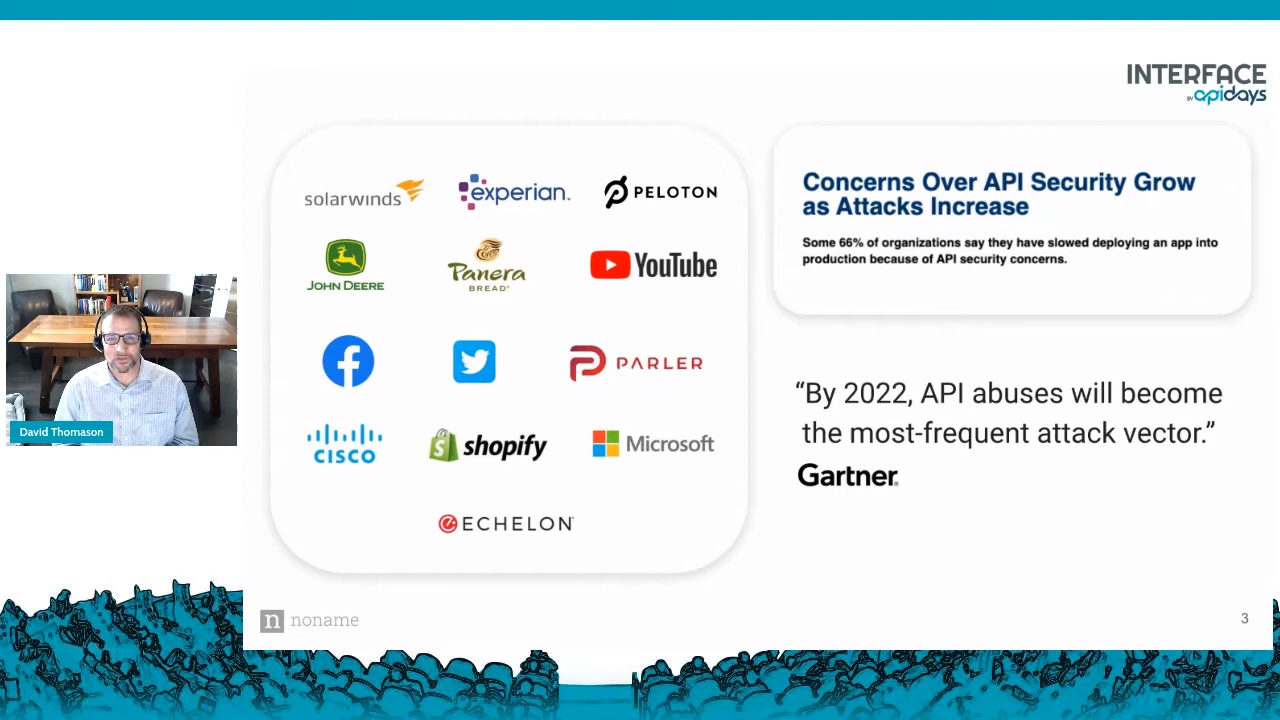 INTERFACE
BY apidays
solarwinds
experian.
PELOTON
JOHN DEERE
Panera
BREAD®
YouTube
PARLER
CISCO
shopify
Microsoft
ECHELON
Concerns Over API Security Grow
as Attacks Increase
Some 66% of organizations say they have slowed deploying an app into
production because of API security concerns.
“By 2022, API abuses will become
the most-frequent attack vector.”
Gartner®
David Thomason
n noname
3